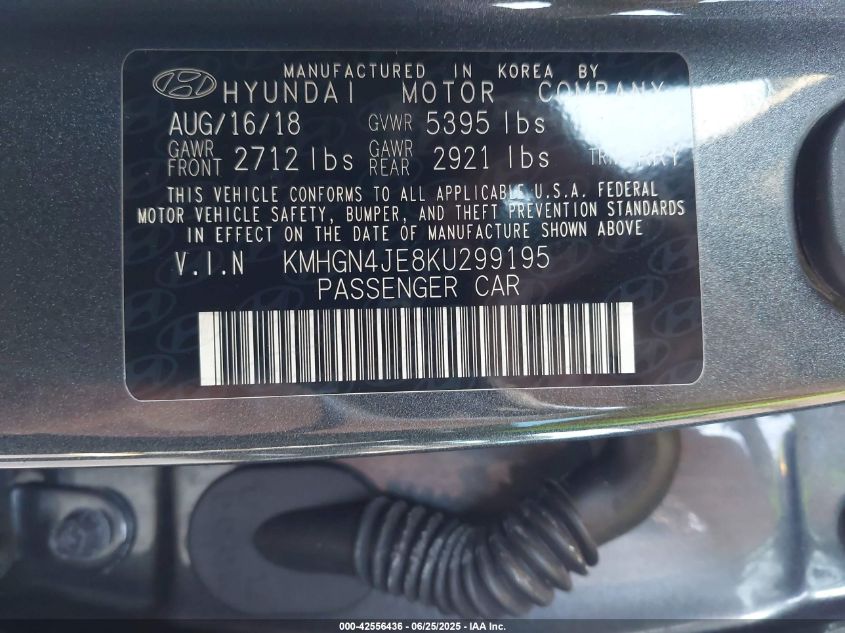 MANUFACTURED IN KOREA BY
HYUNDAI MOTOR COMPANY
AUG/16/18 GVWR 5395 lbs
GAWR FRONT 2712 lbs GAWR REAR 2921 lbs
THIS VEHICLE CONFORMS TO ALL APPLICABLE U.S.A. FEDERAL
MOTOR VEHICLE SAFETY, BUMPER, AND THEFT PREVENTION STANDARDS
IN EFFECT ON THE DATE OF MANUFACTURE SHOWN ABOVE
V.I.N KMHGN4JE8KU299195
PASSENGER CAR
000-42556436 - 06/25/2025 - IAA Inc.